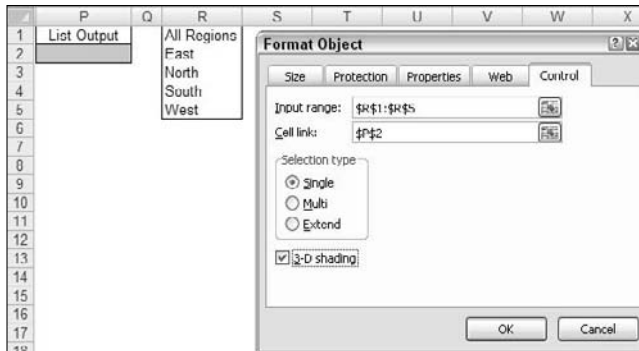 P Q R S T U V W X
1 List Output All Regions
2 East
3 North
4 South
5 West
6
7
8
9
10
11
12
13
14
15
16
17
18
Format Object
Size Protection Properties Web Control
Input range: $R$1:$R$5
Cell link: $P$2
Selection type
Single
Multi
Extend
3-D shading
OK Cancel